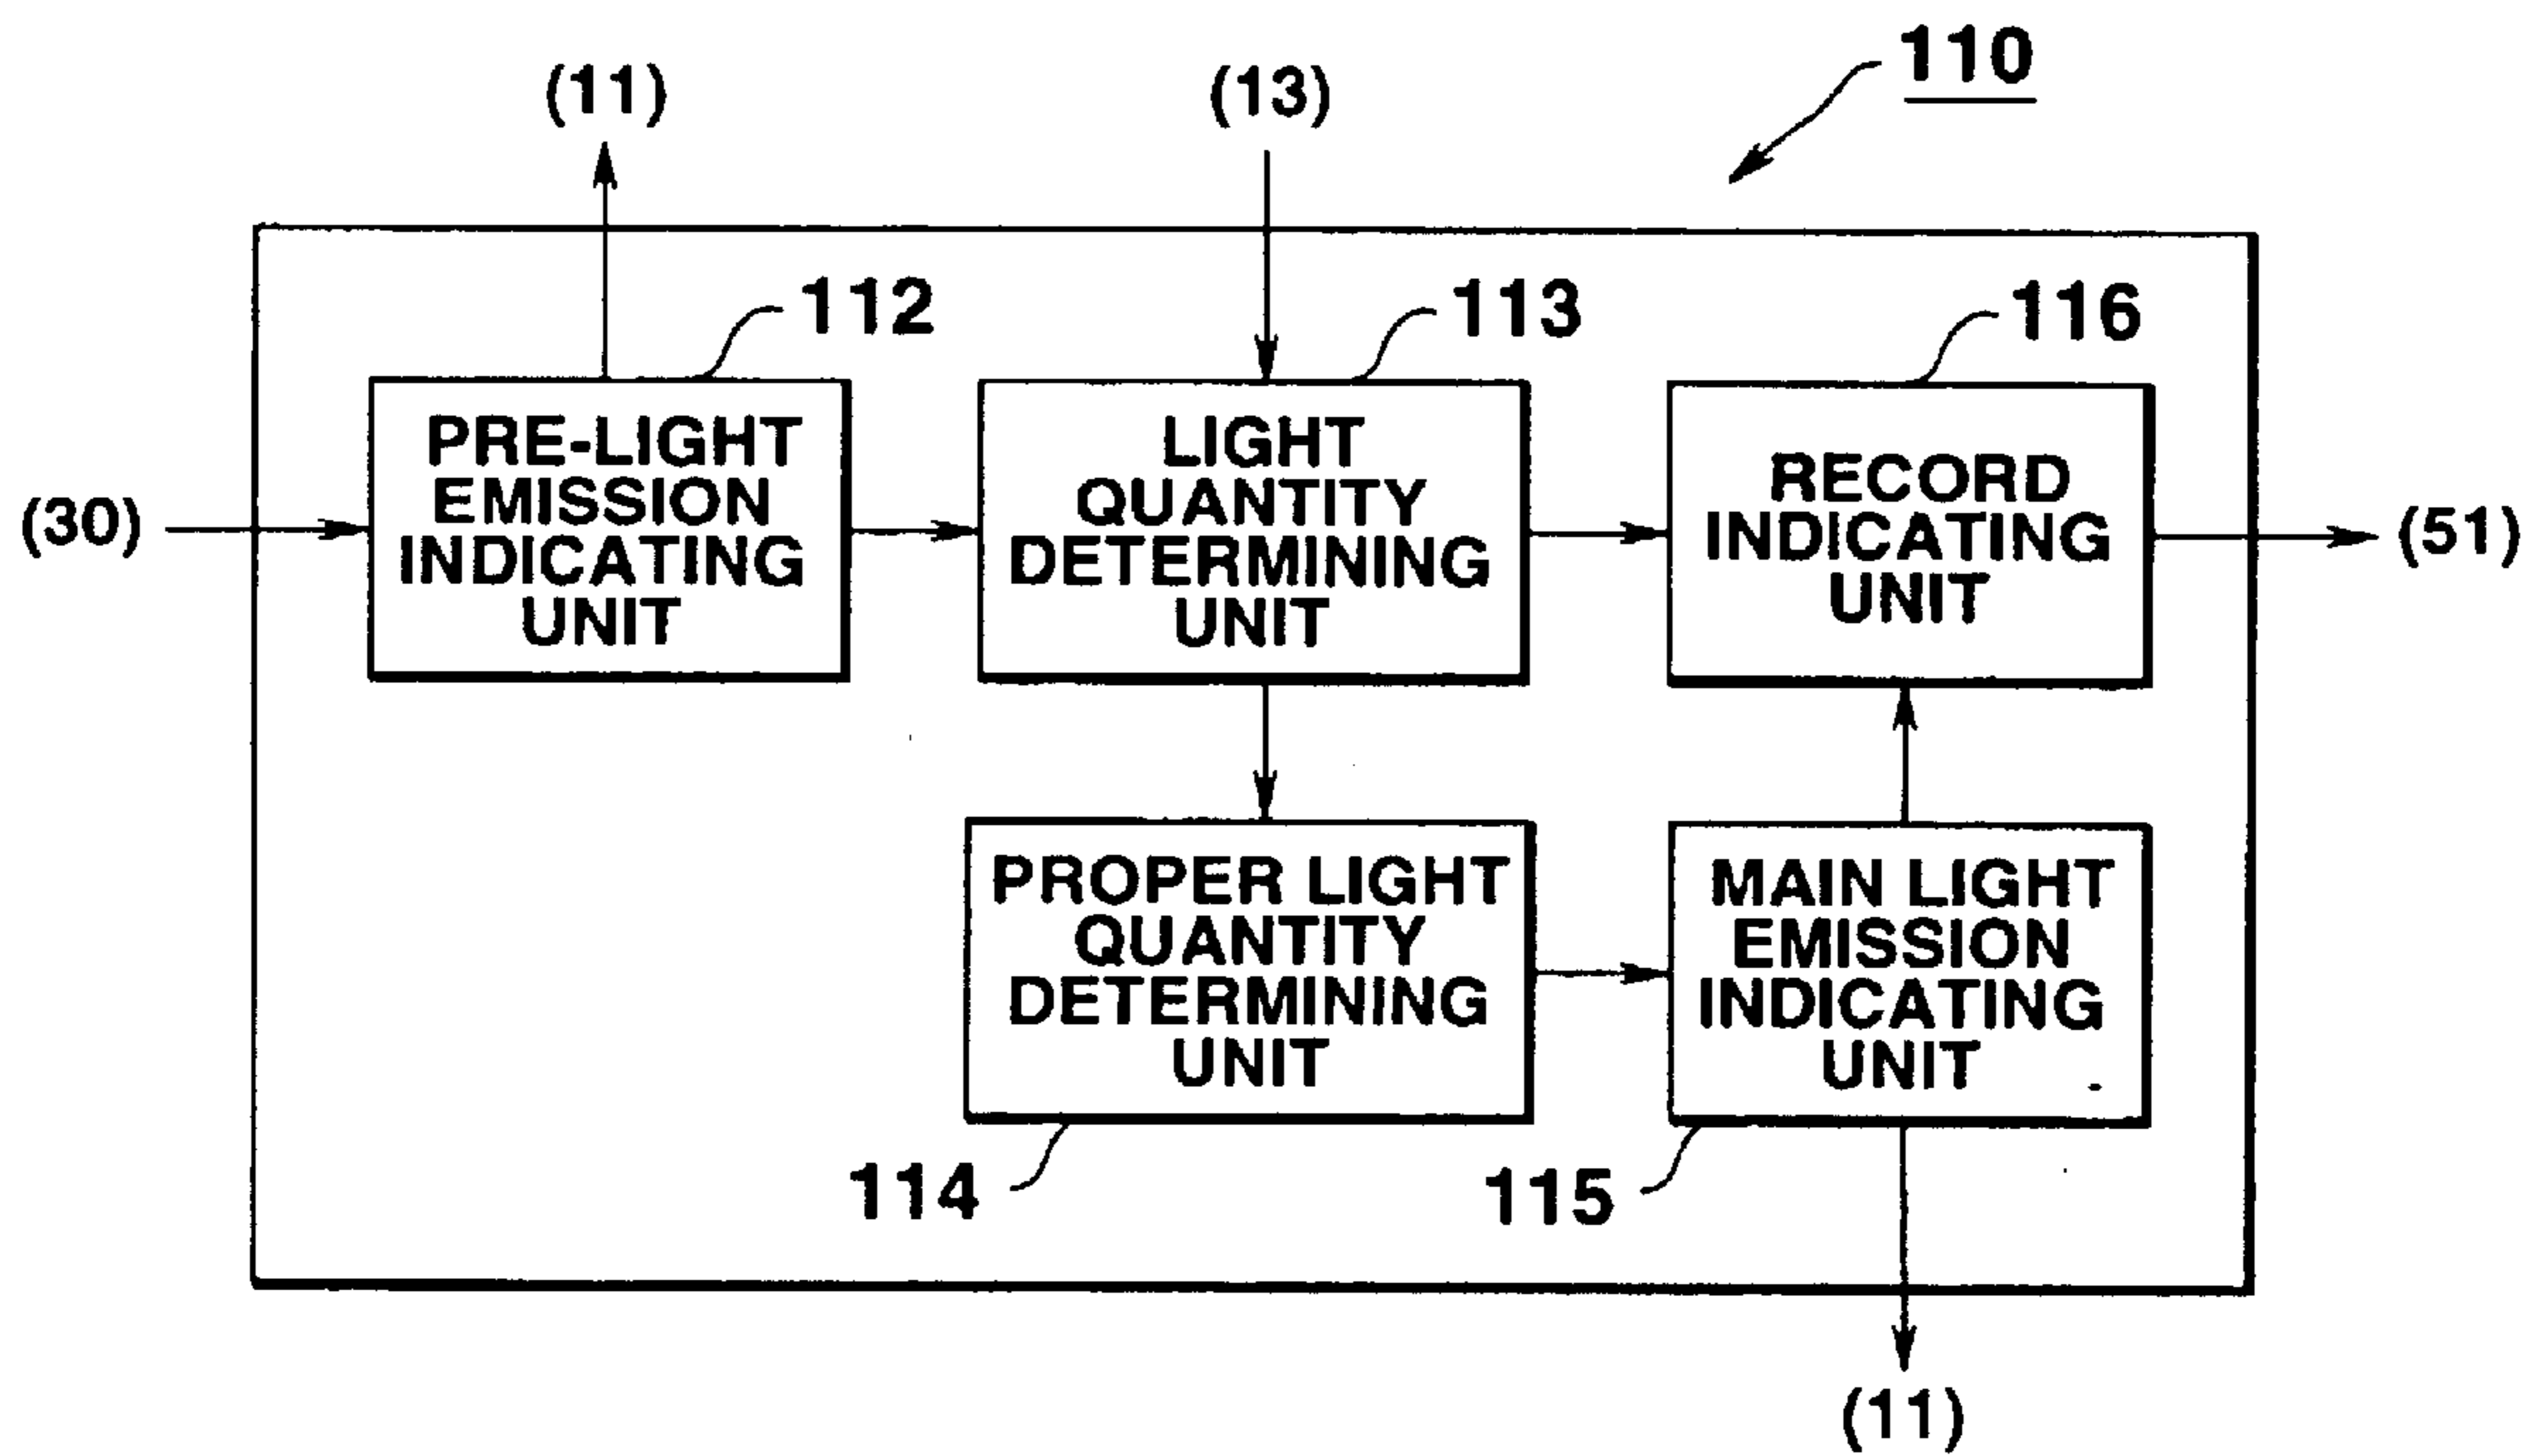 110
(11)
(13)
112
113
116
(30)
PRE-LIGHT
EMISSION
INDICATING
UNIT
LIGHT
QUANTITY
DETERMINING
UNIT
RECORD
INDICATING
UNIT
(51)
PROPER LIGHT
QUANTITY
DETERMINING
UNIT
MAIN LIGHT
EMISSION
INDICATING
UNIT
114
115
(11)